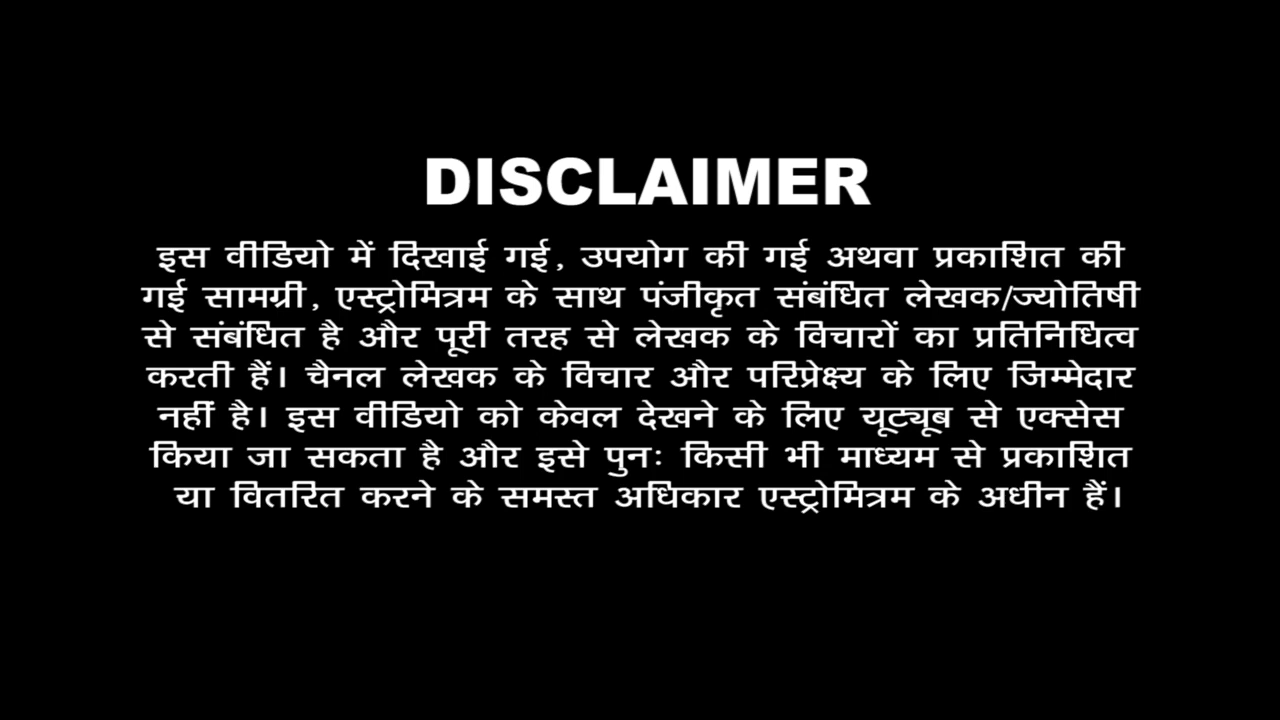 DISCLAIMER
इस वीडियो में दिखाई गई, उपयोग की गई अथवा प्रकाशित की
गई सामग्री, एस्ट्रोमित्रम के साथ पंजीकृत संबंधित लेखक/ज्योतिषी
से संबंधित है और पूरी तरह से लेखक के विचारों का प्रतिनिधित्व
करती हैं। चैनल लेखक के विचार और परिप्रेक्ष्य के लिए जिम्मेदार
नहीं है। इस वीडियो को केवल देखने के लिए यूट्यूब से एक्सेस
किया जा सकता है और इसे पुनः किसी भी माध्यम से प्रकाशित
या वितरित करने के समस्त अधिकार एस्ट्रोमित्रम के अधीन हैं।